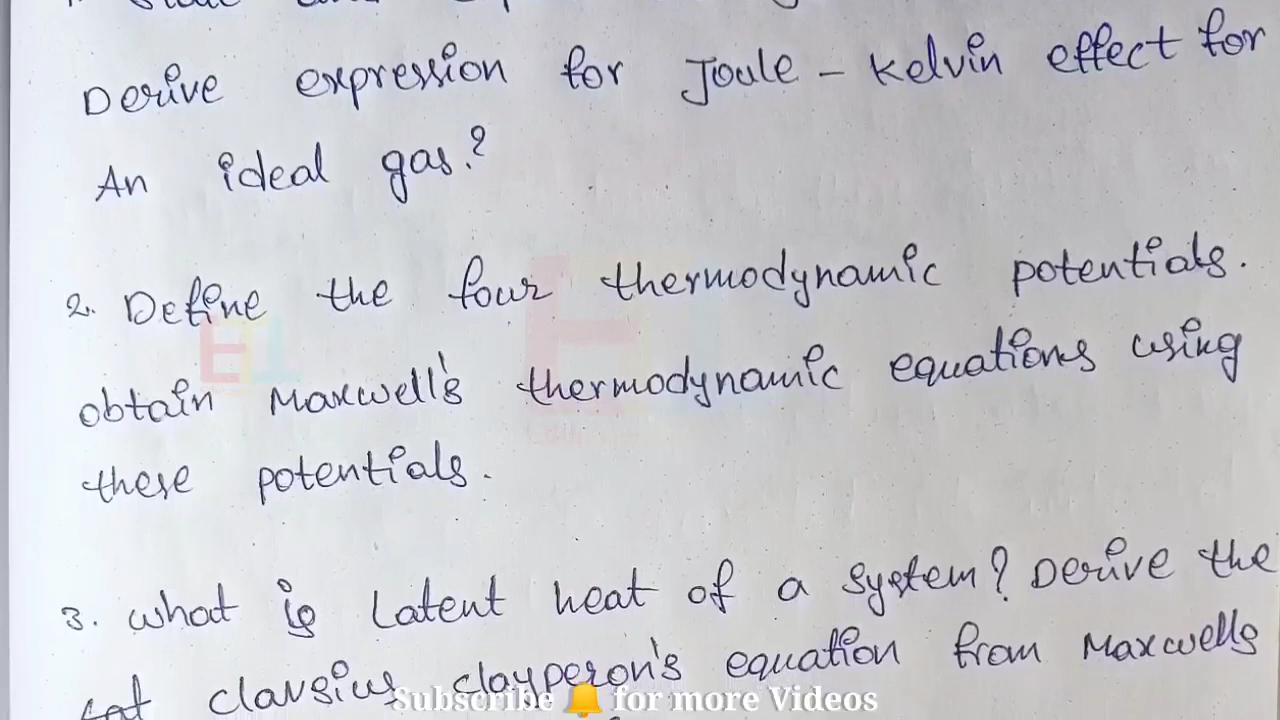 Derive expression for Joule - Kelvin effect for
An ideal gas.?
2. Define the four thermodynamic potentials.
obtain Maxwell's thermodynamic equations using
these potentials.
3. What is Latent heat of a system? Derive the
clausius clayperon's equation from Maxwells
Subscribe 🔔 for more Videos